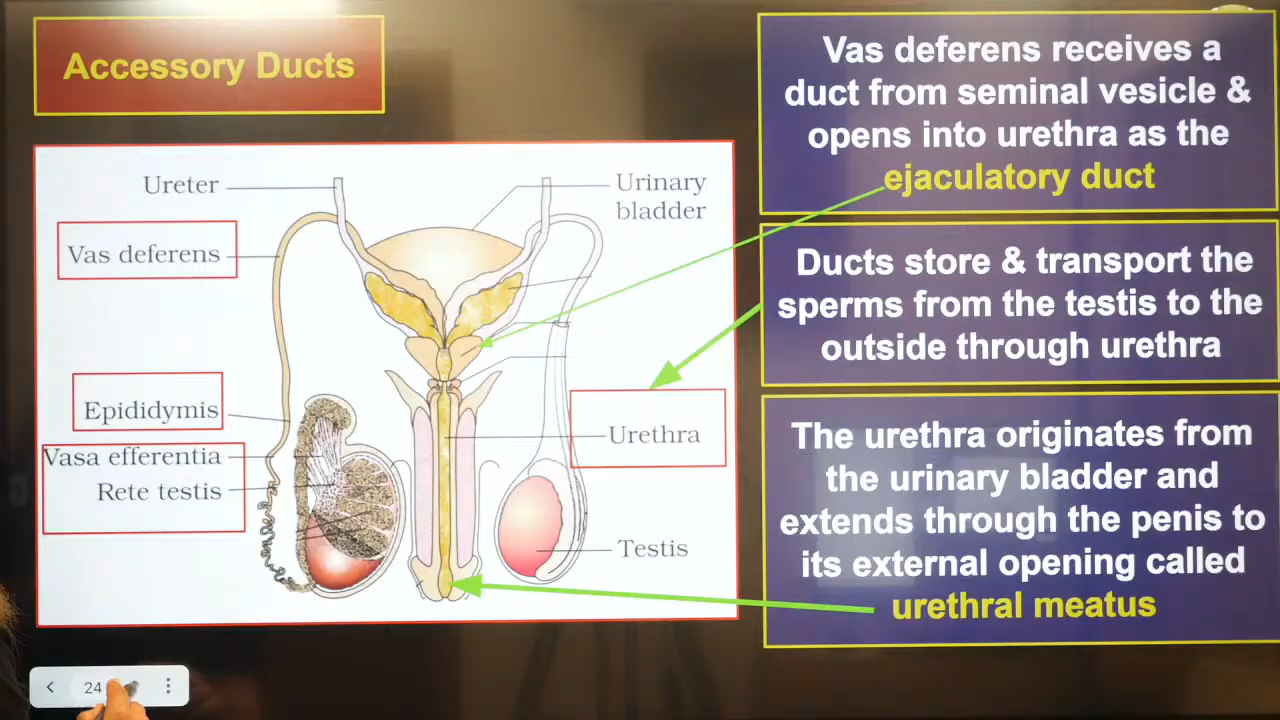 Accessory Ducts
Vas deferens receives a
duct from seminal vesicle &
opens into urethra as the
ejaculatory duct
Ureter
Urinary
bladder
Vas deferens
Ducts store & transport the
sperms from the testis to the
outside through urethra
Epididymis
Vasa efferentia
Rete testis
Urethra
Testis
The urethra originates from
the urinary bladder and
extends through the penis to
its external opening called
urethral meatus
24